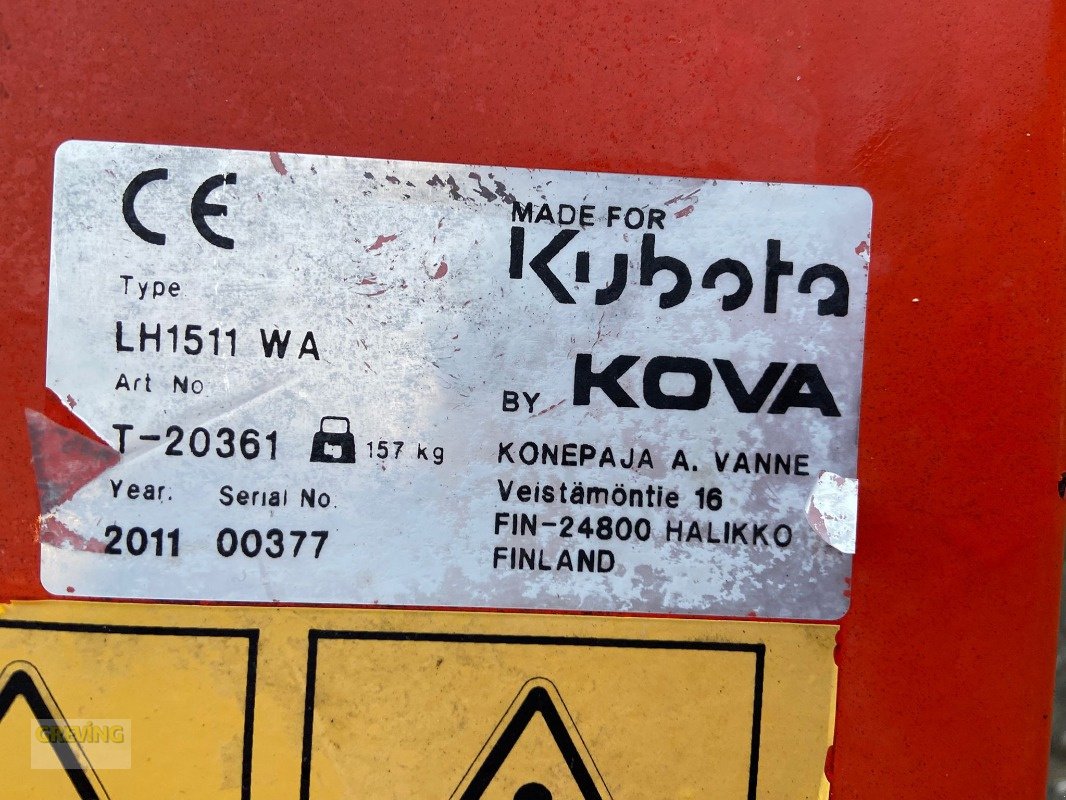 CE
Type
LH1511 WA
Art No
T-20361 157 kg
Year. Serial No.
2011 00377
MADE FOR
Kubota
BY KOVA
KONEPAJA A. VANNE
Veistämöntie 16
FIN-24800 HALIKKO
FINLAND
GREVING